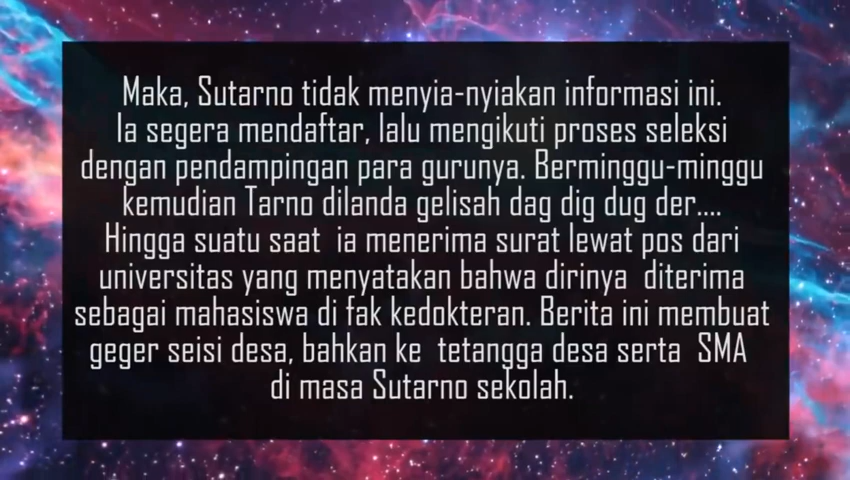 Maka, Sutarno tidak menyia-nyiakan informasi ini.
Ia segera mendaftar, lalu mengikuti proses seleksi
dengan pendampingan para gurunya. Berminggu-minggu
kemudian Tarno dilanda gelisah dag dig dug der....
Hingga suatu saat ia menerima surat lewat pos dari
universitas yang menyatakan bahwa dirinya diterima
sebagai mahasiswa di fak kedokteran. Berita ini membuat
geger seisi desa, bahkan ke tetangga desa serta SMA
di masa Sutarno sekolah.